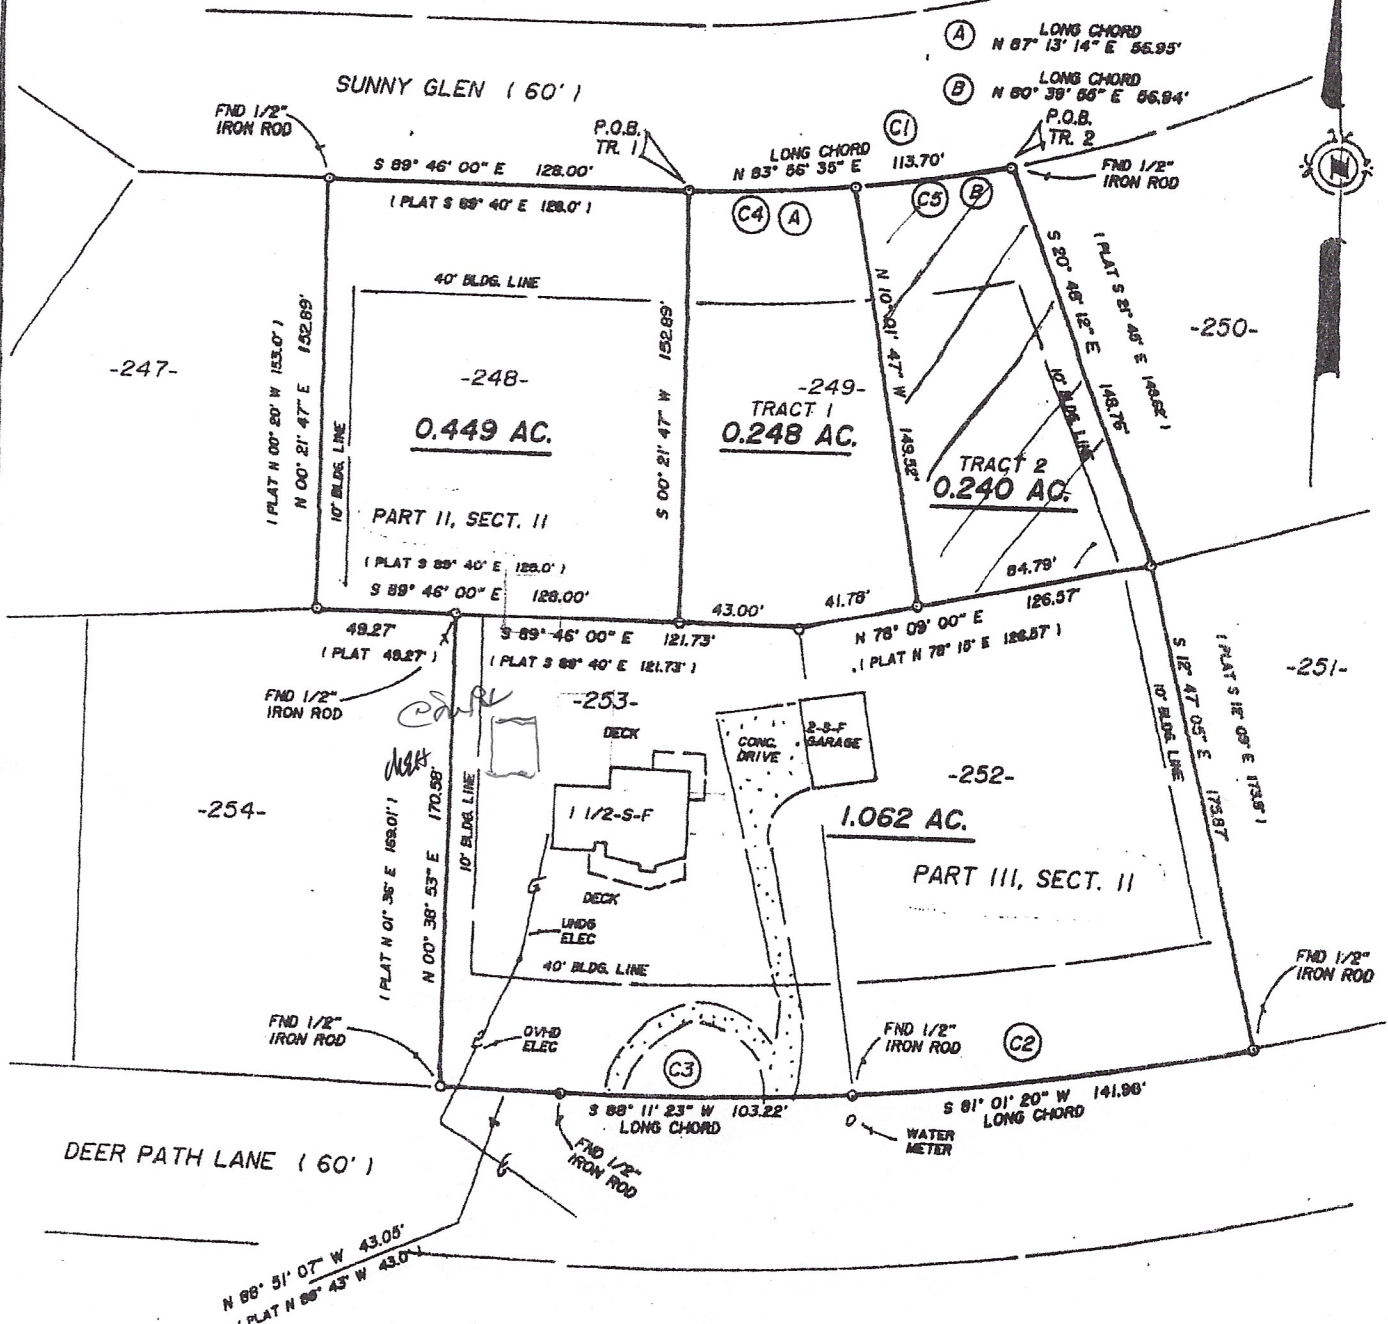 A LONG CHORD
N 87° 13' 14" E 56.95'
B LONG CHORD
N 80° 39' 56" E 56.94'
SUNNY GLEN ( 60' )
FND 1/2"
IRON ROD
P.O.B.
TR. 1
C1
P.O.B.
TR. 2
LONG CHORD 113.70'
N 83° 56' 35" E
FND 1/2"
IRON ROD
S 89° 46' 00" E 128.00'
( PLAT S 89° 40' E 128.0' )
C4 A
C5 B
40' BLDG. LINE
( PLAT N 00° 20' W 153.0' )
N 00° 21' 47" E 152.89'
10' BLDG. LINE
S 00° 21' 47" W 152.89'
N 10° 01' 47" W 149.52'
S 20° 48' 12" E 148.76'
( PLAT S 21° 46' E 148.62' )
10' BLDG. LINE
-247-
-248-
0.449 AC.
-249-
TRACT 1
0.248 AC.
TRACT 2
0.240 AC.
-250-
PART II, SECT. II
( PLAT S 89° 40' E 128.0' )
S 89° 46' 00" E 128.00'
43.00'
41.78'
84.79'
49.27'
( PLAT 49.27' )
S 89° 46' 00" E 121.73'
( PLAT S 89° 40' E 121.73' )
N 78° 09' 00" E 126.57'
( PLAT N 78° 15' E 126.57' )
FND 1/2"
IRON ROD
-253-
DECK
CONC.
DRIVE
2-S-F
GARAGE
-252-
1.062 AC.
-251-
S 12° 47' 05" E 175.87'
( PLAT S 12° 09' E 173.8' )
10' BLDG. LINE
-254-
( PLAT N 01° 36' E 169.01' )
N 00° 38' 53" E 170.58'
10' BLDG. LINE
1 1/2-S-F
DECK
UNDG
ELEC
PART III, SECT. II
40' BLDG. LINE
FND 1/2"
IRON ROD
OVHD
ELEC
C3
FND 1/2"
IRON ROD
C2
FND 1/2"
IRON ROD
S 88° 11' 23" W 103.22'
LONG CHORD
S 81° 01' 20" W 141.96'
LONG CHORD
WATER
METER
FND 1/2"
IRON ROD
DEER PATH LANE ( 60' )
N 88° 51' 07" W 43.05'
( PLAT N 88° 43' W 43.0' )